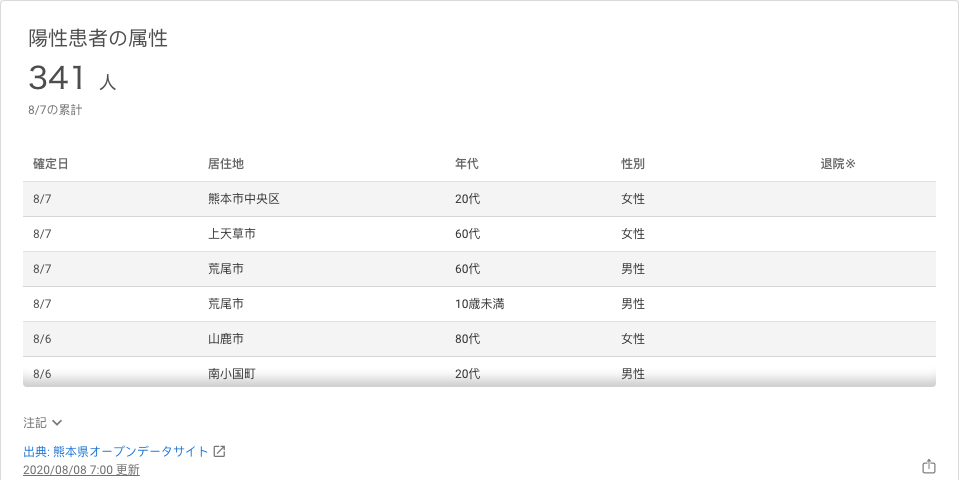 陽性患者の属性
341 人
8/7の累計
確定日 居住地 年代 性別 退院※
8/7 熊本市中央区 20代 女性
8/7 上天草市 60代 女性
8/7 荒尾市 60代 男性
8/7 荒尾市 10歳未満 男性
8/6 山鹿市 80代 女性
8/6 南小国町 20代 男性
注記
出典: 熊本県オープンデータサイト
2020/08/08 7:00 更新